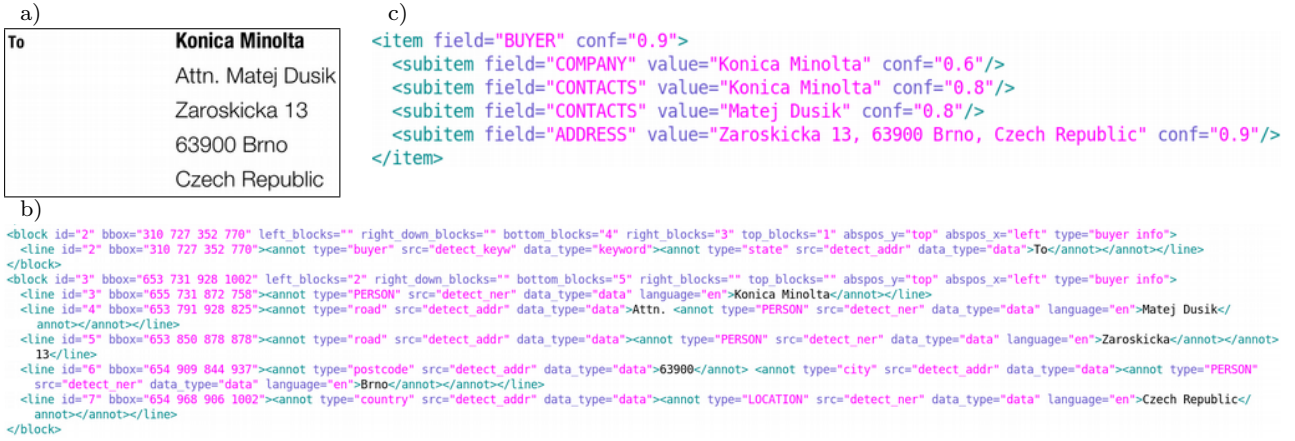 a)
To Konica Minolta
Attn. Matej Dusik
Zaroskicka 13
63900 Brno
Czech Republic
c)
<item field="BUYER" conf="0.9">
<subitem field="COMPANY" value="Konica Minolta" conf="0.6"/>
<subitem field="CONTACTS" value="Konica Minolta" conf="0.8"/>
<subitem field="CONTACTS" value="Matej Dusik" conf="0.8"/>
<subitem field="ADDRESS" value="Zaroskicka 13, 63900 Brno, Czech Republic" conf="0.9"/>
</item>
b)
<block id="2" bbox="310 727 352 770" left_blocks="" right_down_blocks="" bottom_blocks="4" right_blocks="3" top_blocks="1" abspos_y="top" abspos_x="left" type="buyer info">
<line id="2" bbox="310 727 352 770"><annot type="buyer" src="detect_keyw" data_type="keyword"><annot type="state" src="detect_addr" data_type="data">To</annot></annot></line>
</block>
<block id="3" bbox="653 731 928 1002" left_blocks="2" right_down_blocks="" bottom_blocks="5" right_blocks="" top_blocks="" abspos_y="top" abspos_x="left" type="buyer info">
<line id="3" bbox="655 731 872 758"><annot type="PERSON" src="detect_ner" data_type="data" language="en">Konica Minolta</annot></line>
<line id="4" bbox="653 791 928 825"><annot type="road" src="detect_addr" data_type="data">Attn. <annot type="PERSON" src="detect_ner" data_type="data" language="en">Matej Dusik</
annot></annot></line>
<line id="5" bbox="653 850 878 878"><annot type="road" src="detect_addr" data_type="data"><annot type="PERSON" src="detect_ner" data_type="data" language="en">Zaroskicka</annot></annot>
13</line>
<line id="6" bbox="654 909 844 937"><annot type="postcode" src="detect_addr" data_type="data">63900</annot> <annot type="city" src="detect_addr" data_type="data"><annot type="PERSON"
src="detect_ner" data_type="data" language="en">Brno</annot></annot></line>
<line id="7" bbox="654 968 906 1002"><annot type="country" src="detect_addr" data_type="data"><annot type="LOCATION" src="detect_ner" data_type="data" language="en">Czech Republic</
annot></annot></line>
</block>